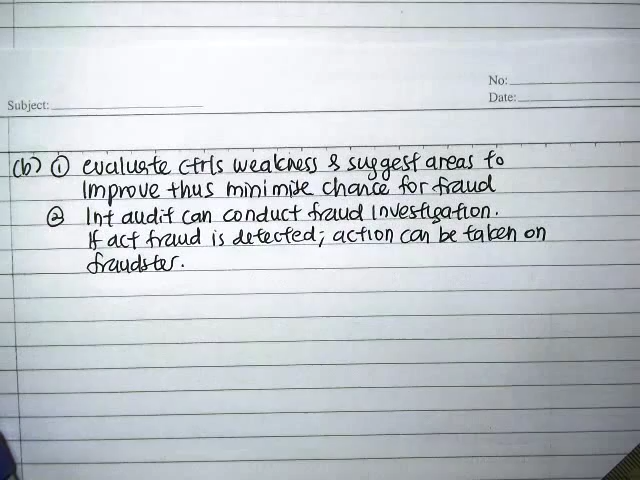 No:
Subject:
Date:
(b) ① evaluate ctrls weakness & suggest areas to
Improve thus minimise chance for fraud
② Int audit can conduct fraud investigation.
If act fraud is detected; action can be taken on
fraudster.